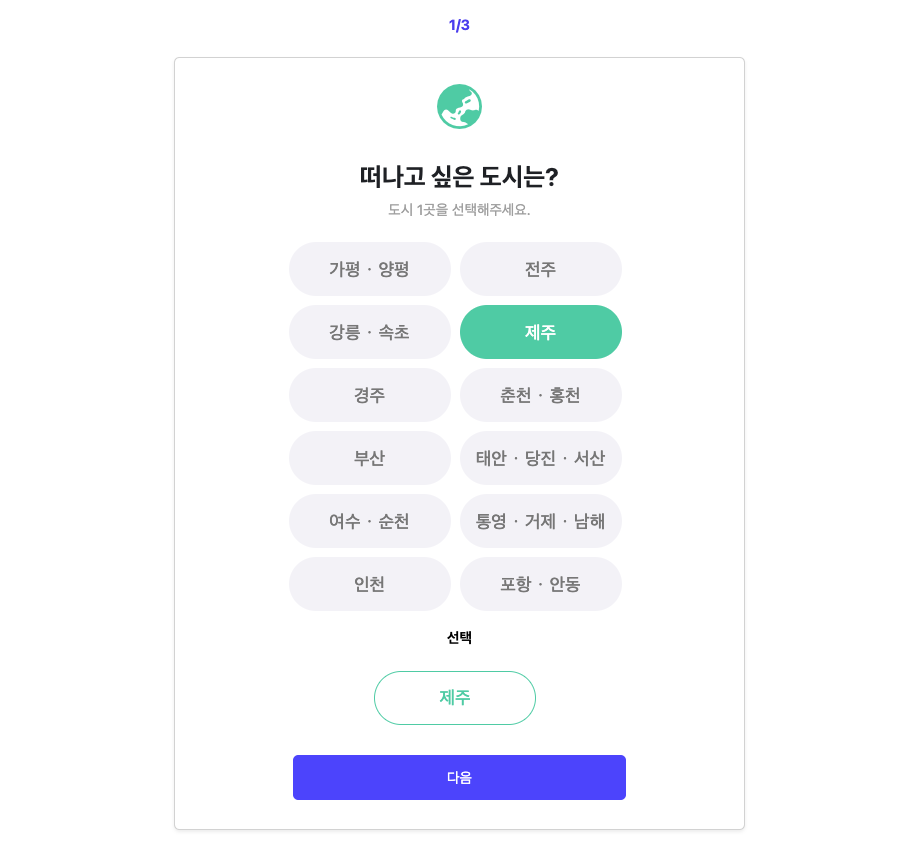 1/3
떠나고 싶은 도시는?
도시 1곳을 선택해주세요.
가평 · 양평
전주
강릉 · 속초
제주
경주
춘천 · 홍천
부산
태안 · 당진 · 서산
여수 · 순천
통영 · 거제 · 남해
인천
포항 · 안동
선택
제주
다음